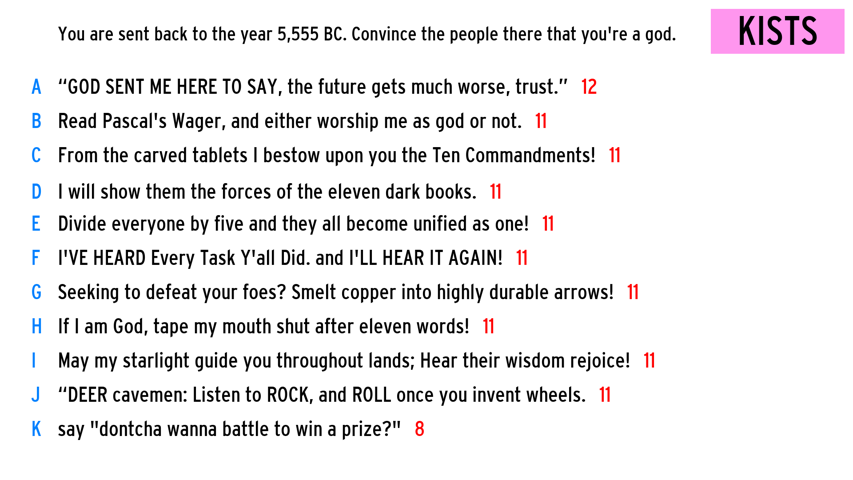 You are sent back to the year 5,555 BC. Convince the people there that you're a god.
KISTS
A “GOD SENT ME HERE TO SAY, the future gets much worse, trust.” 12
B Read Pascal's Wager, and either worship me as god or not. 11
C From the carved tablets I bestow upon you the Ten Commandments! 11
D I will show them the forces of the eleven dark books. 11
E Divide everyone by five and they all become unified as one! 11
F I'VE HEARD Every Task Y'all Did. and I'LL HEAR IT AGAIN! 11
G Seeking to defeat your foes? Smelt copper into highly durable arrows! 11
H If I am God, tape my mouth shut after eleven words! 11
I May my starlight guide you throughout lands; Hear their wisdom rejoice! 11
J “DEER cavemen: Listen to ROCK, and ROLL once you invent wheels. 11
K say "dontcha wanna battle to win a prize?" 8